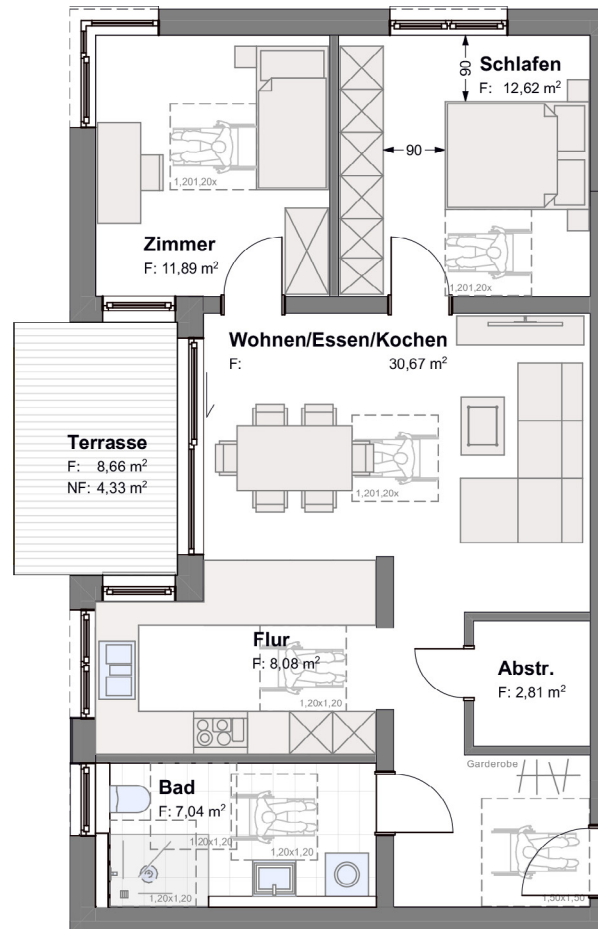 Schlafen
F: 12,62 m²
90
90
1,201,20x
Zimmer
F: 11,89 m²
1,201,20x
Wohnen/Essen/Kochen
F: 30,67 m²
Terrasse
F: 8,66 m²
NF: 4,33 m²
1,201,20x
Flur
F: 8,08 m²
1,20x1,20
Abstr.
F: 2,81 m²
Garderobe
Bad
F: 7,04 m²
1,20x1,20
1,20x1,20
1,20x1,20
1,50x1,50